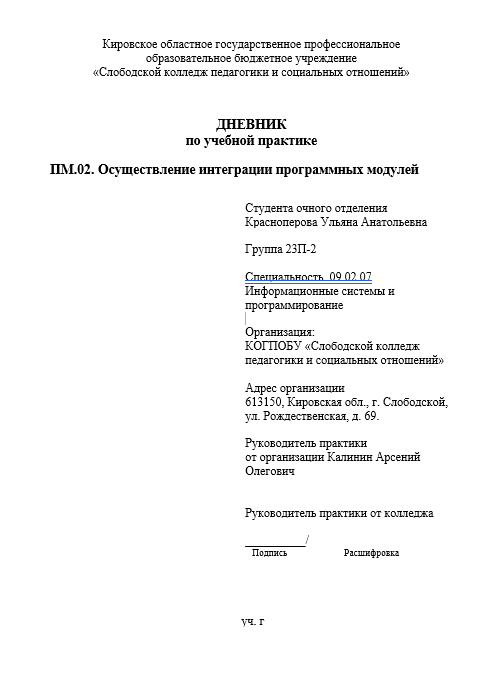 Кировское областное государственное профессиональное
образовательное бюджетное учреждение
«Слободской колледж педагогики и социальных отношений»
ДНЕВНИК
по учебной практике
ПМ.02. Осуществление интеграции программных модулей
Студента очного отделения
Красноперова Ульяна Анатольевна
Группа 23П-2
Специальность 09.02.07
Информационные системы и
программирование
Организация:
КОГПОБУ «Слободской колледж
педагогики и социальных отношений»
Адрес организации
613150, Кировская обл., г. Слободской,
ул. Рождественская, д. 69.
Руководитель практики
от организации Калинин Арсений
Олегович
Руководитель практики от колледжа
__________/
Подпись Расшифровка
уч. г